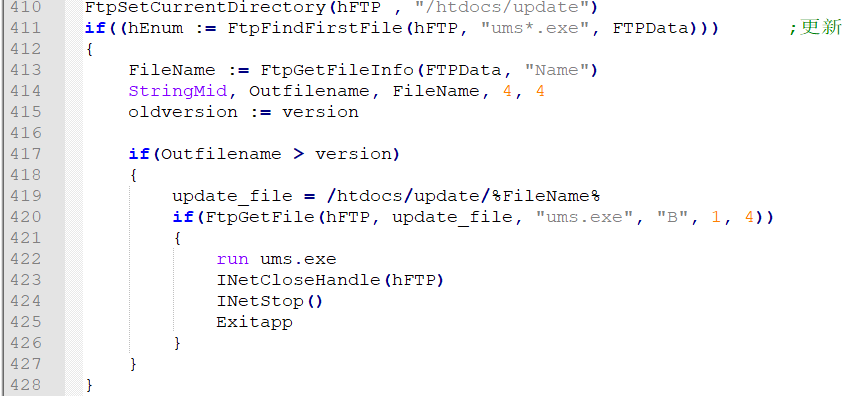 410 FtpSetCurrentDirectory(hFTP , "/htdocs/update")
411 if((hEnum := FtpFindFirstFile(hFTP, "ums*.exe", FTPData))) ;更新
412 {
413 FileName := FtpGetFileInfo(FTPData, "Name")
414 StringMid, Outfilename, FileName, 4, 4
415 oldversion := version
416
417 if(Outfilename > version)
418 {
419 update_file = /htdocs/update/%FileName%
420 if(FtpGetFile(hFTP, update_file, "ums.exe", "B", 1, 4))
421 {
422 run ums.exe
423 INetCloseHandle(hFTP)
424 INetStop()
425 Exitapp
426 }
427 }
428 }